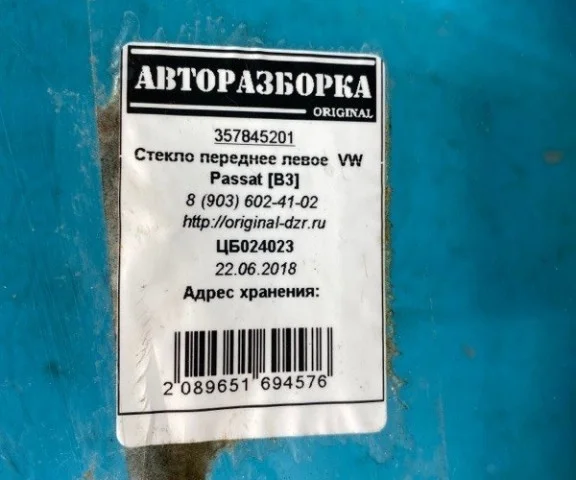 АВТОРАЗБОРКА
ORIGINAL
357845201
Стекло переднее левое VW
Passat [B3]
8 (903) 602-41-02
http://original-dzr.ru
ЦБ024023
22.06.2018
Адрес хранения:
2 089651 694576